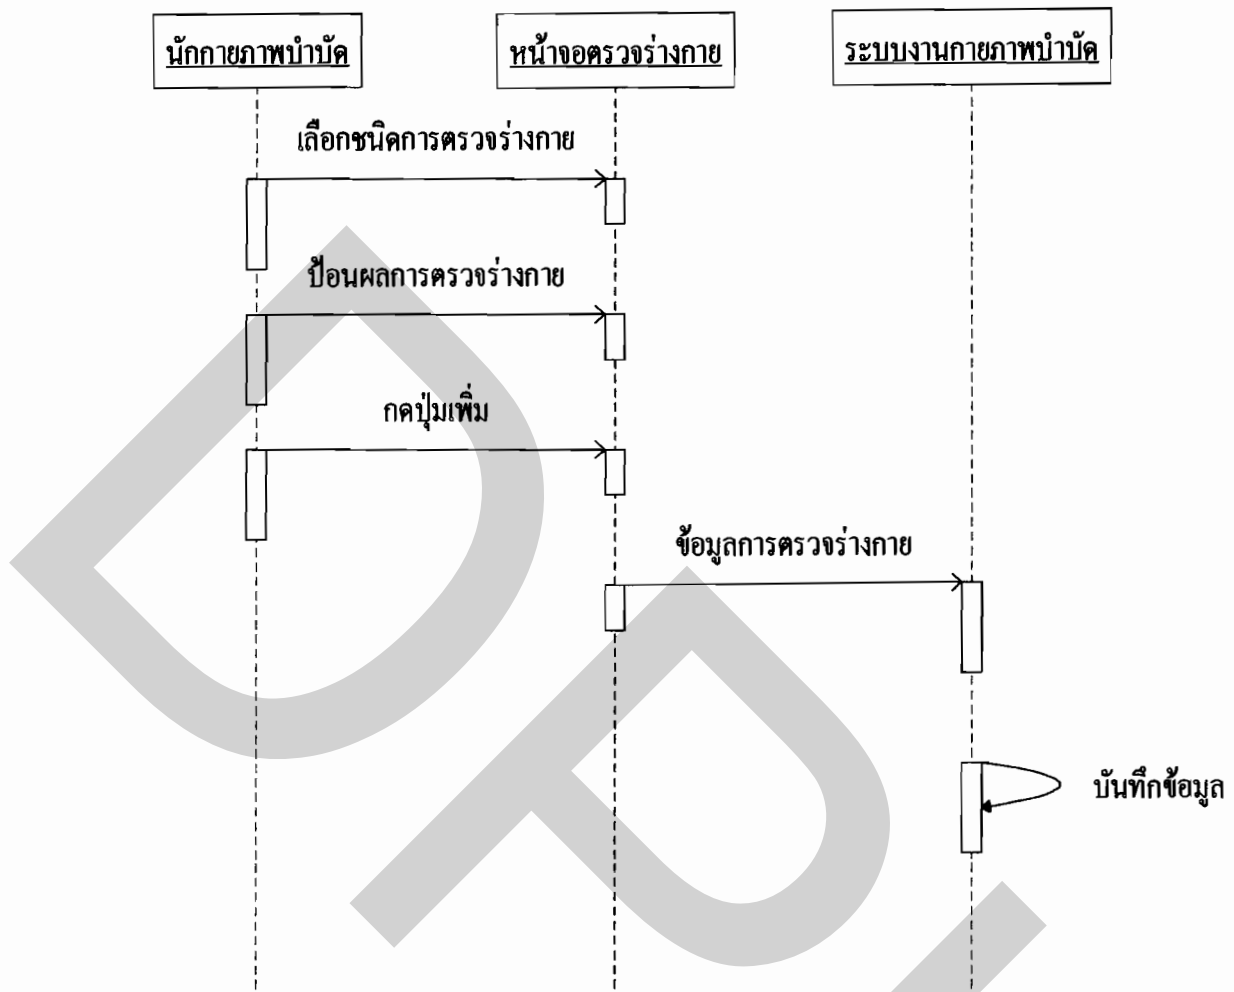 นักกายภาพบำบัด
หน้าจอตรวจร่างกาย
ระบบงานกายภาพบำบัด
เลือกชนิดการตรวจร่างกาย
ป้อนผลการตรวจร่างกาย
กดปุ่มเพิ่ม
ข้อมูลการตรวจร่างกาย
บันทึกข้อมูล